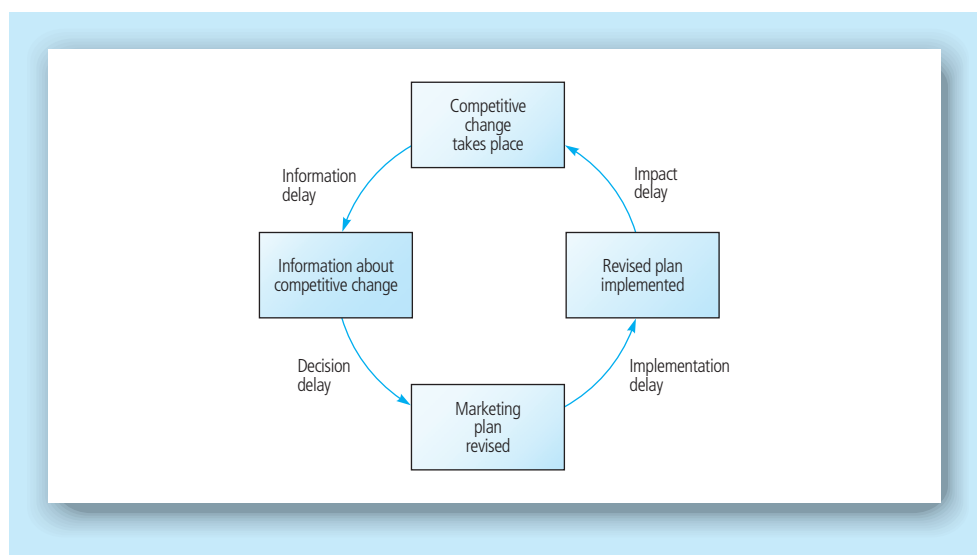 Competitive
change
takes place
Information
delay
Impact
delay
Information about
competitive change
Revised plan
implemented
Decision
delay
Implementation
delay
Marketing
plan
revised